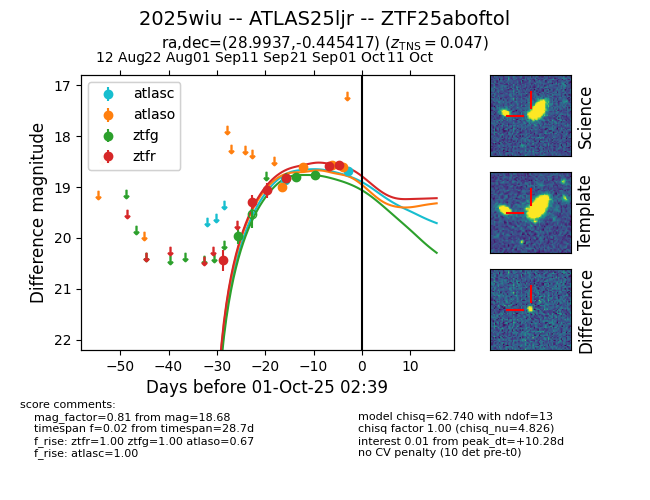 2025wiu -- ATLAS25ljr -- ZTF25aboftol
ra,dec=(28.9937,-0.445417) (z_TNS = 0.047)
12 Aug 22 Aug 01 Sep 11 Sep 21 Sep 01 Oct 11 Oct
atlasc
atlaso
ztfg
ztfr
17
18
19
20
21
22
Difference magnitude
−50 −40 −30 −20 −10 0 10
Days before 01-Oct-25 02:39
Science
Template
Difference
score comments:
mag_factor=0.81 from mag=18.68
timespan f=0.02 from timespan=28.7d
f_rise: ztfr=1.00 ztfg=1.00 atlaso=0.67
f_rise: atlasc=1.00
model chisq=62.740 with ndof=13
chisq factor 1.00 (chisq_nu=4.826)
interest 0.01 from peak_dt=+10.28d
no CV penalty (10 det pre-t0)